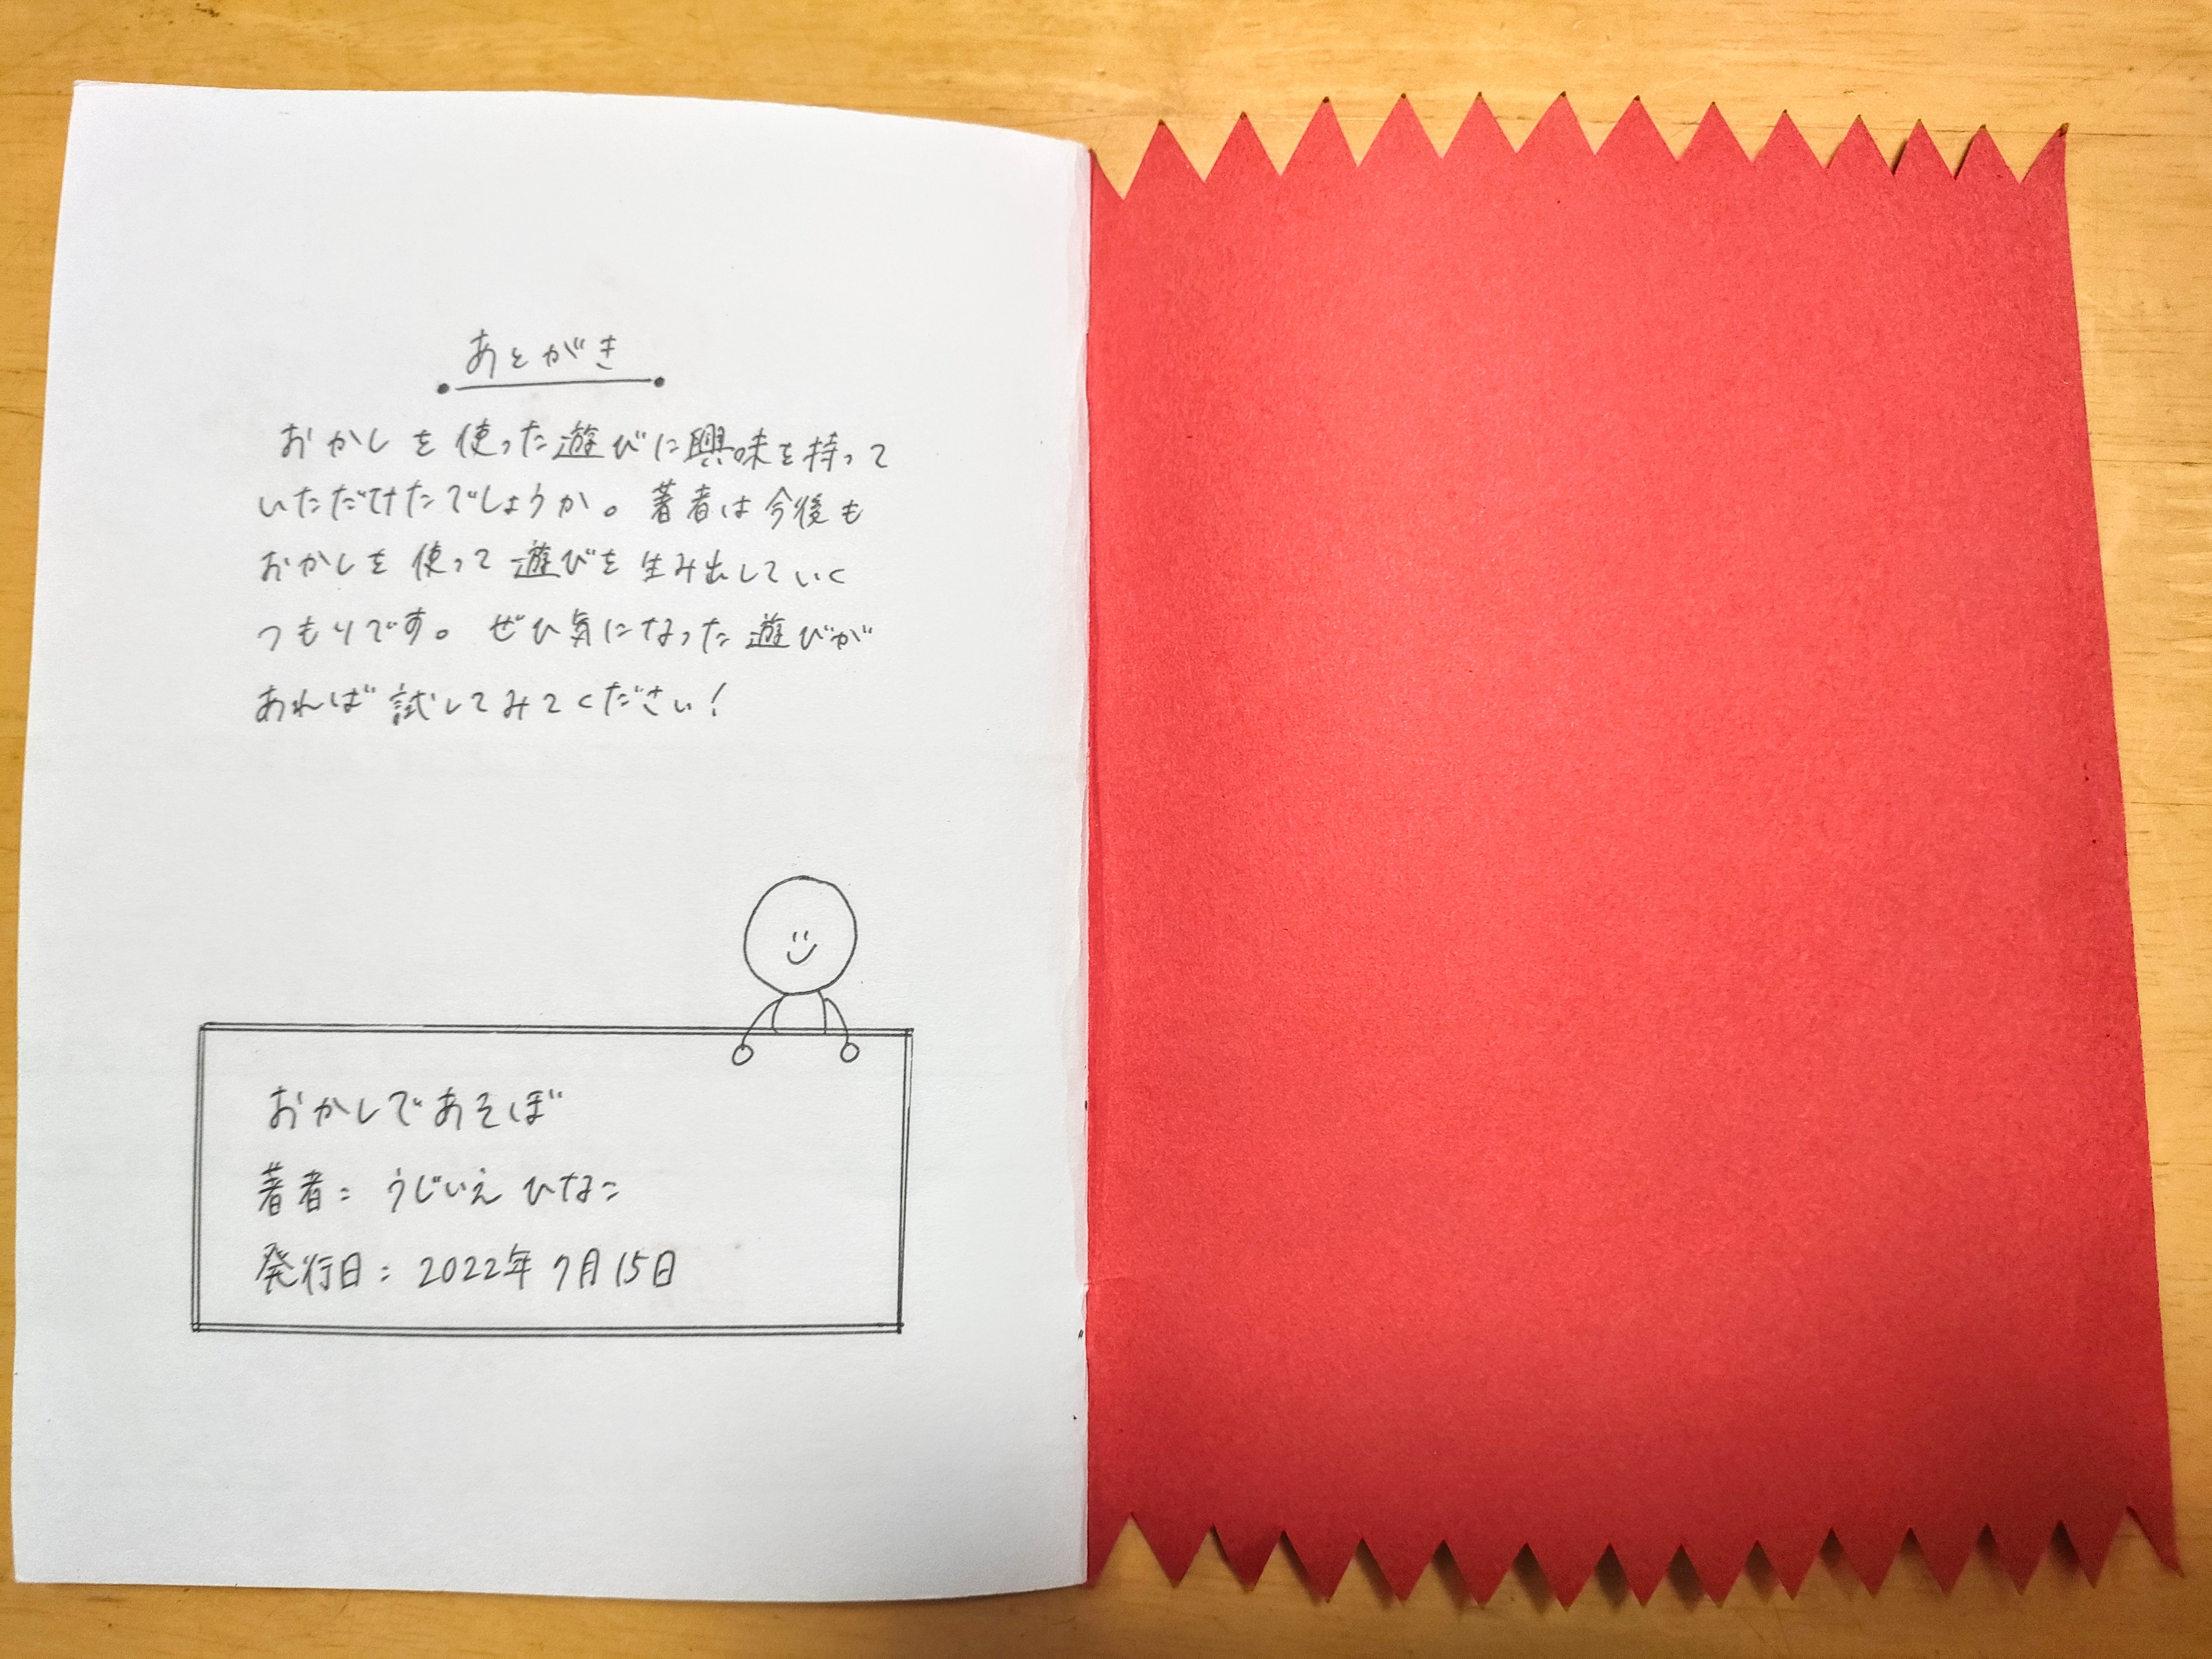 あとがき
おかしを使った遊びに興味を持って
いただけたでしょうか。著者は今後も
おかしを使って遊びを生み出していく
つもりです。ぜひ気になった遊びが
あれば試してみてください!
おかしであそぼ
著者:うじいえ ひなこ
発行日:2022年7月15日